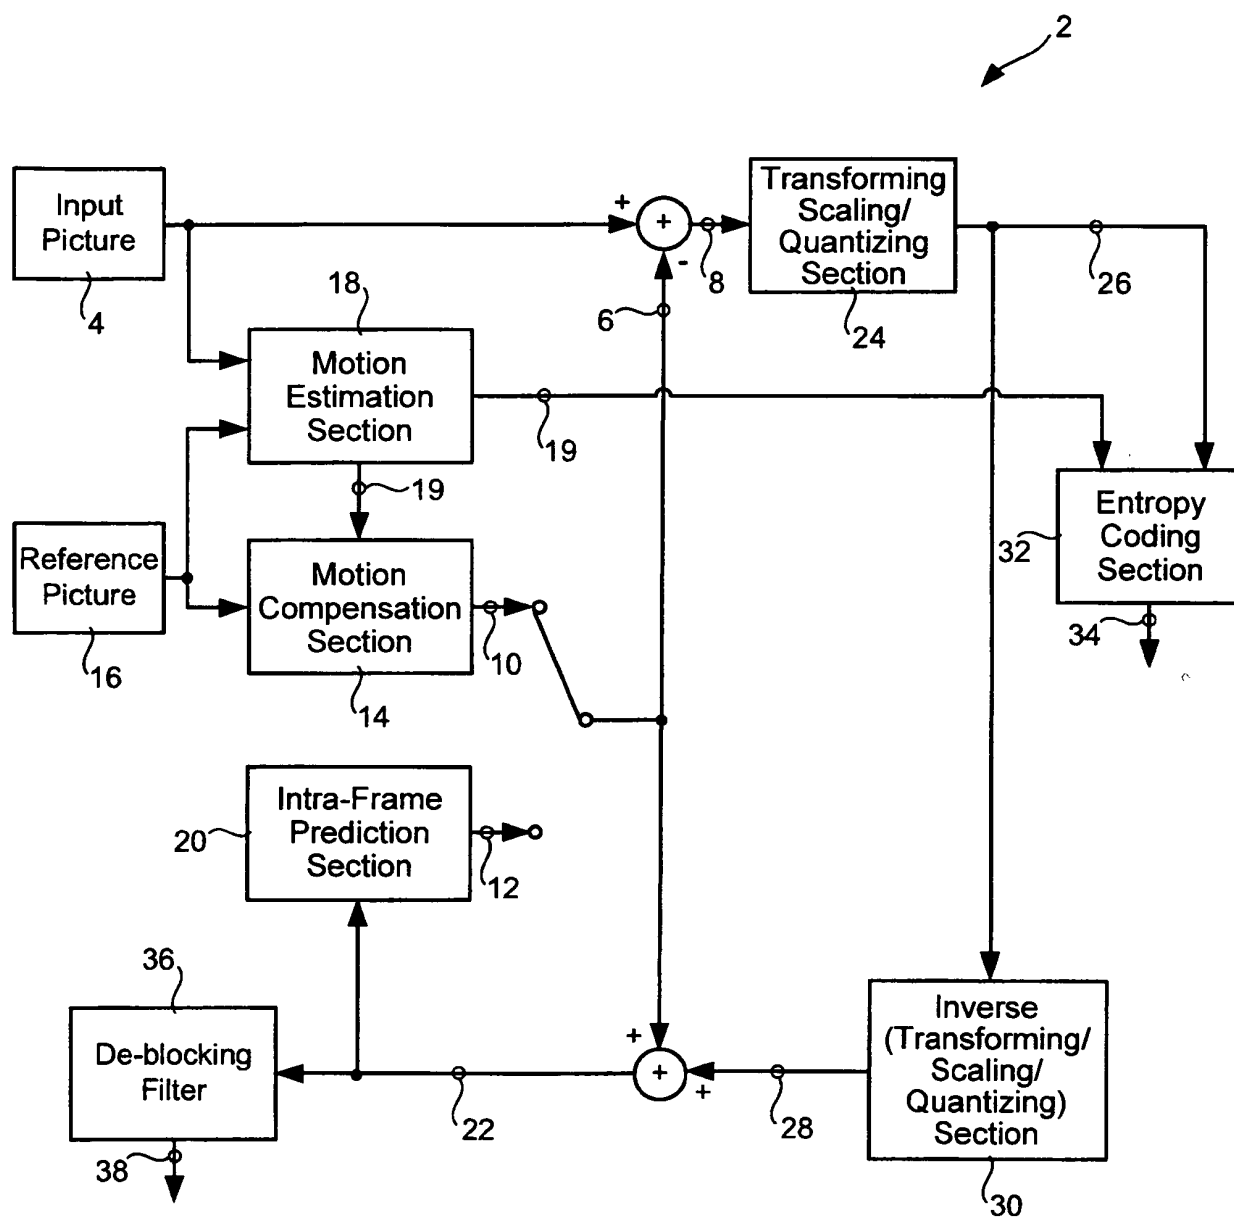 2
Input
Picture
4
+
+
-
8
6
Transforming
Scaling/
Quantizing
Section
24
26
18
Motion
Estimation
Section
19
19
Reference
Picture
16
Motion
Compensation
Section
14
10
Entropy
Coding
Section
32
34
20
Intra-Frame
Prediction
Section
12
36
De-blocking
Filter
38
22
+
+
+
28
Inverse
(Transforming/
Scaling/
Quantizing)
Section
30